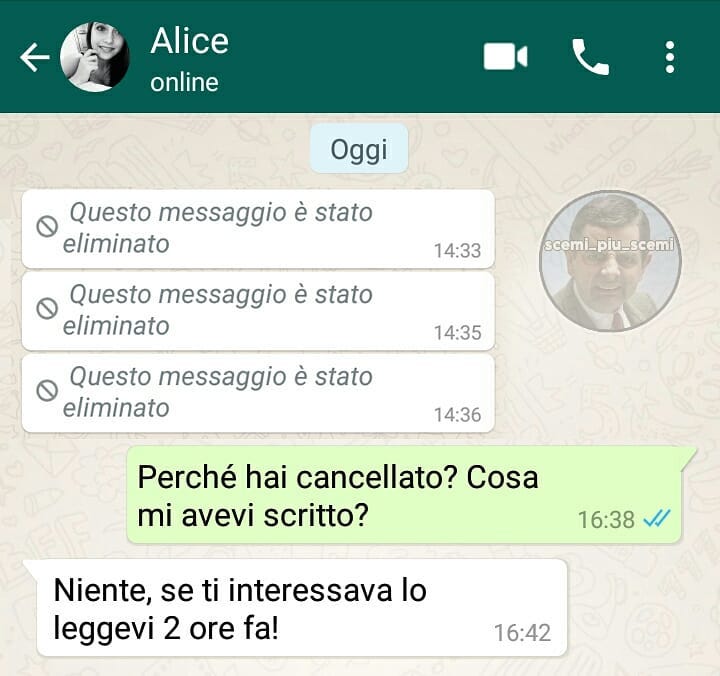 Alice
online
Oggi
Questo messaggio è stato
eliminato
14:33
scemi_piu_scemi
Questo messaggio è stato
eliminato
14:35
Questo messaggio è stato
eliminato
14:36
Perché hai cancellato? Cosa
mi avevi scritto?
16:38
Niente, se ti interessava lo
leggevi 2 ore fa!
16:42